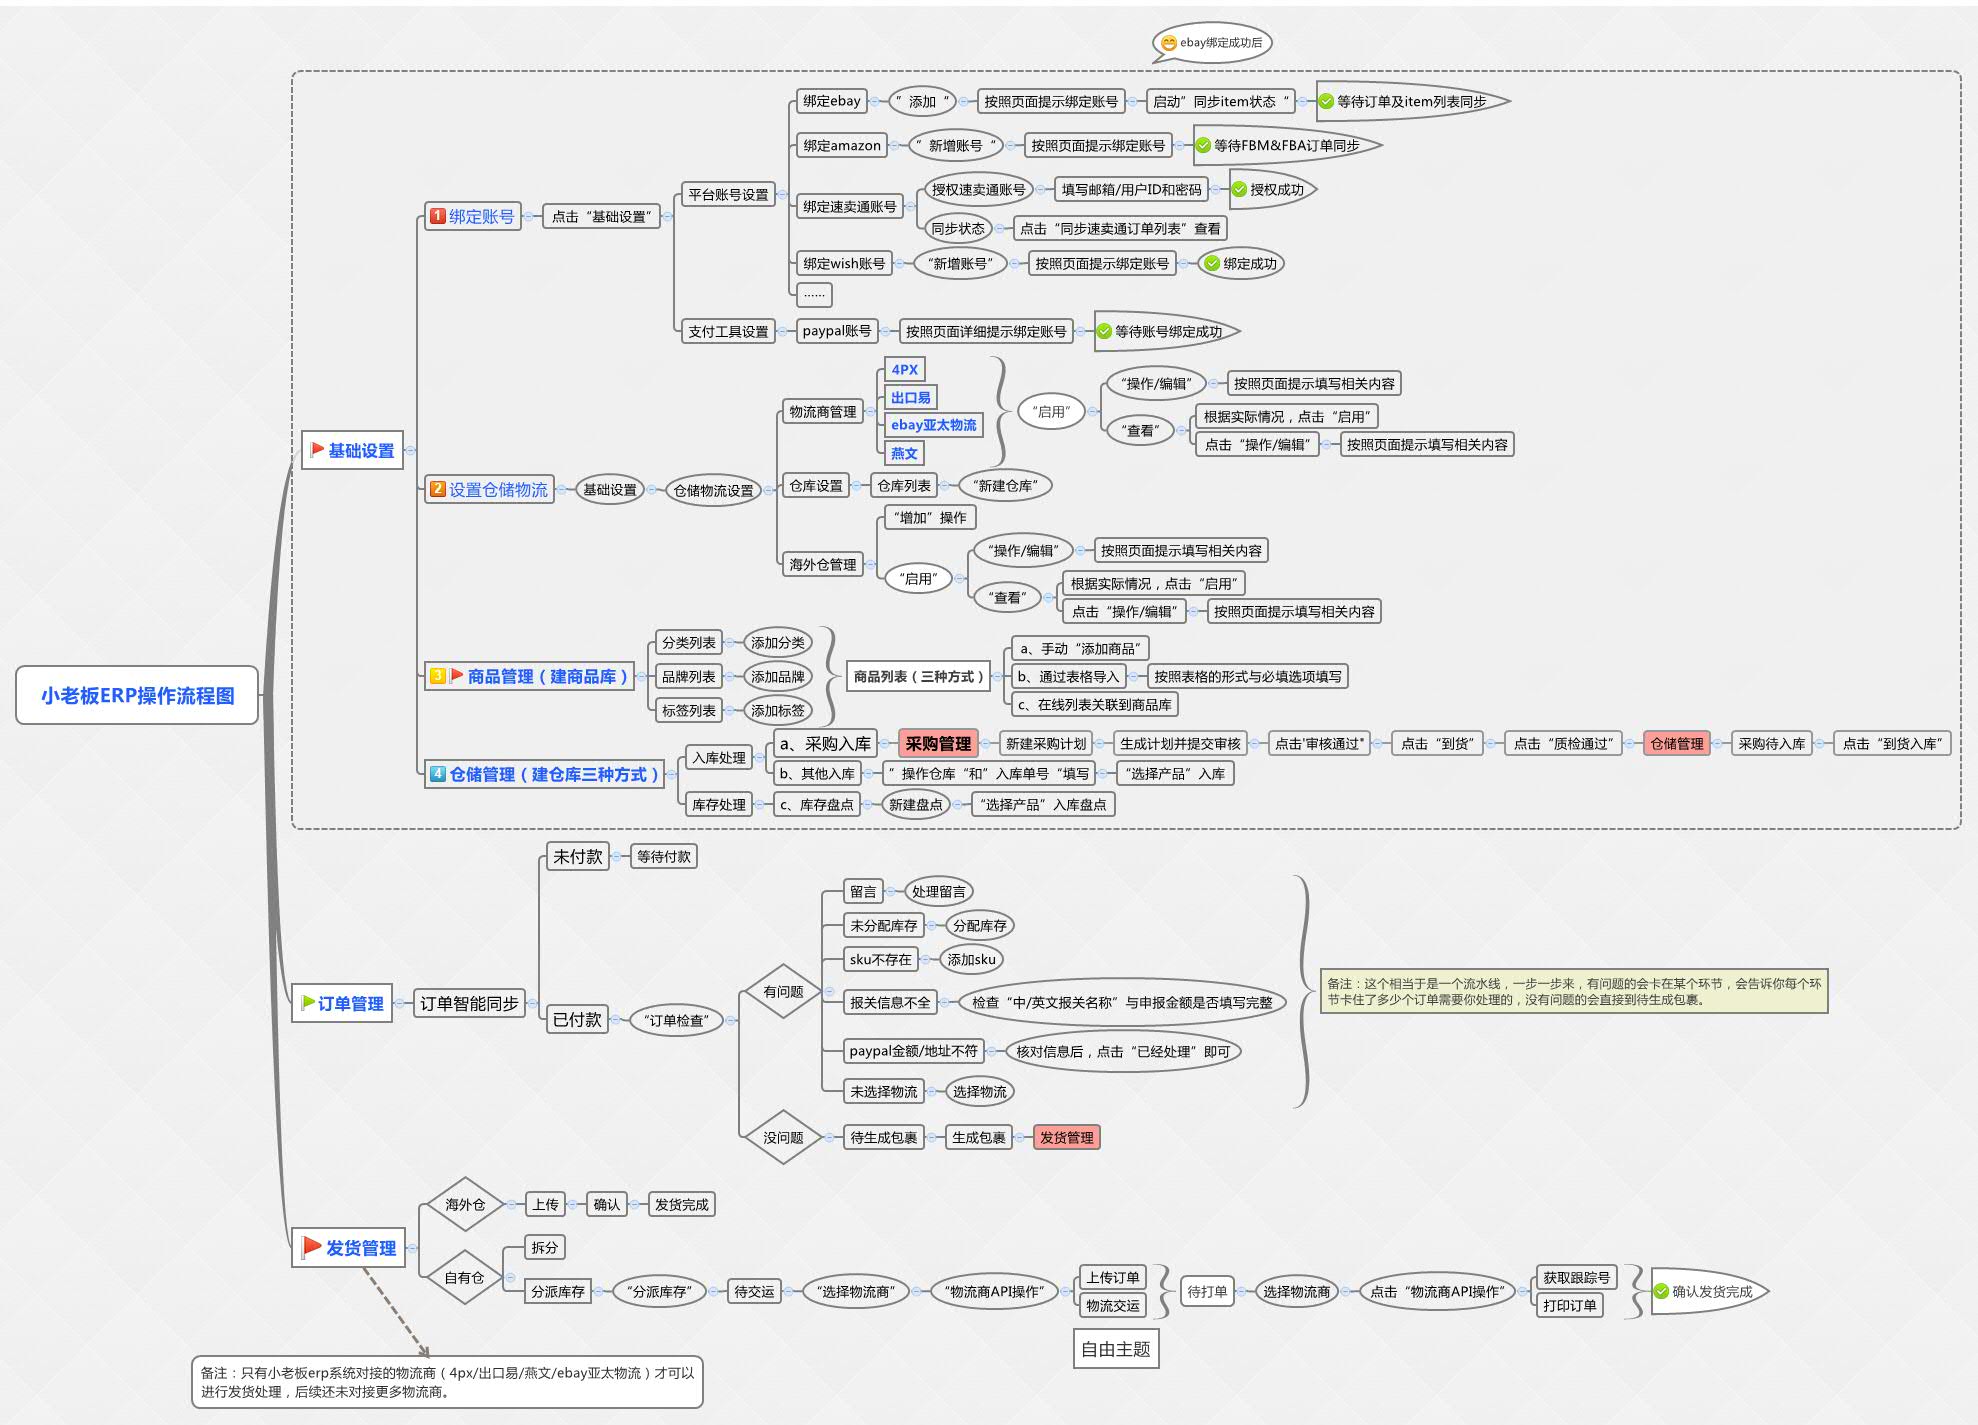 ebay绑定成功后
小老板ERP操作流程图
基础设置
1 绑定账号
点击“基础设置”
平台账号设置
绑定ebay
”添加“
按照页面提示绑定账号
启动”同步item状态“
等待订单及item列表同步
绑定amazon
”新增账号“
按照页面提示绑定账号
等待FBM&FBA订单同步
绑定速卖通账号
授权速卖通账号
填写邮箱/用户ID和密码
授权成功
同步状态
点击“同步速卖通订单列表”查看
绑定wish账号
“新增账号”
按照页面提示绑定账号
绑定成功
……
支付工具设置
paypal账号
按照页面详细提示绑定账号
等待账号绑定成功
2 设置仓储物流
基础设置
仓储物流设置
物流商管理
4PX
出口易
ebay亚太物流
燕文
“启用”
“操作/编辑”
按照页面提示填写相关内容
“查看”
根据实际情况，点击“启用”
点击“操作/编辑”
按照页面提示填写相关内容
仓库设置
仓库列表
“新建仓库”
海外仓管理
“增加”操作
“启用”
“操作/编辑”
按照页面提示填写相关内容
“查看”
根据实际情况，点击“启用”
点击“操作/编辑”
按照页面提示填写相关内容
3 商品管理（建商品库）
分类列表
添加分类
品牌列表
添加品牌
标签列表
添加标签
商品列表（三种方式）
a、手动“添加商品”
b、通过表格导入
按照表格的形式与必填选项填写
c、在线列表关联到商品库
4 仓储管理（建仓库三种方式）
入库处理
a、采购入库
采购管理
新建采购计划
生成计划并提交审核
点击'审核通过"
点击“到货”
点击“质检通过”
仓储管理
采购待入库
点击“到货入库”
b、其他入库
”操作仓库“和”入库单号“填写
“选择产品”入库
库存处理
c、库存盘点
新建盘点
“选择产品”入库盘点
订单管理
订单智能同步
未付款
等待付款
已付款
“订单检查”
有问题
留言
处理留言
未分配库存
分配库存
sku不存在
添加sku
报关信息不全
检查“中/英文报关名称”与申报金额是否填写完整
paypal金额/地址不符
核对信息后，点击“已经处理”即可
未选择物流
选择物流
备注：这个相当于是一个流水线，一步一步来，有问题的会卡在某个环节，会告诉你每个环
节卡住了多少个订单需要你处理的，没有问题的会直接到待生成包裹。
没问题
待生成包裹
生成包裹
发货管理
发货管理
海外仓
上传
确认
发货完成
自有仓
拆分
分派库存
“分派库存”
待交运
“选择物流商”
“物流商API操作”
上传订单
物流交运
待打单
选择物流商
点击“物流商API操作”
获取跟踪号
打印订单
确认发货完成
自由主题
备注：只有小老板erp系统对接的物流商（4px/出口易/燕文/ebay亚太物流）才可以
进行发货处理，后续还未对接更多物流商。